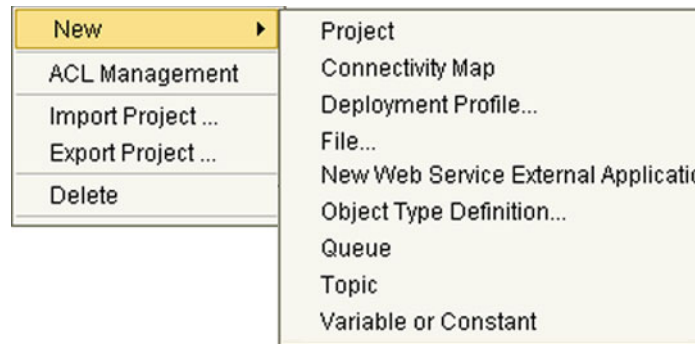 New
ACL Management
Import Project ...
Export Project ...
Delete
Project
Connectivity Map
Deployment Profile...
File...
New Web Service External
Object Type Definition...
Queue
Topic
Variable or Constant